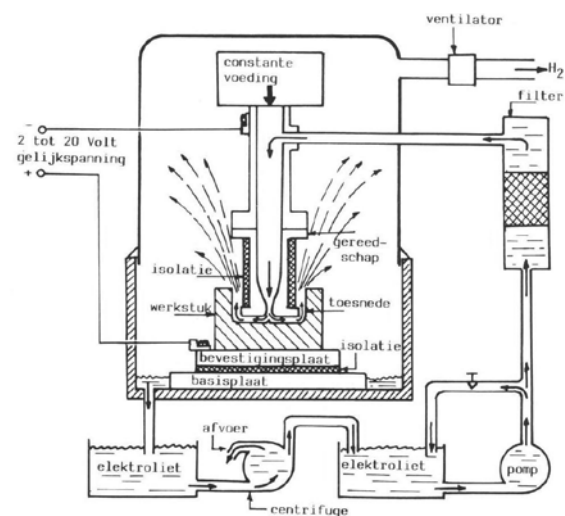 ventilator
constante
voeding
H2
filter
-
2 tot 20 Volt
gelijkspanning
+
gereed-
schap
isolatie
werkstuk
toesnede
isolatie
bevestigingsplaat
basisplaat
afvoer
elektroliet
elektroliet
pomp
centrifuge